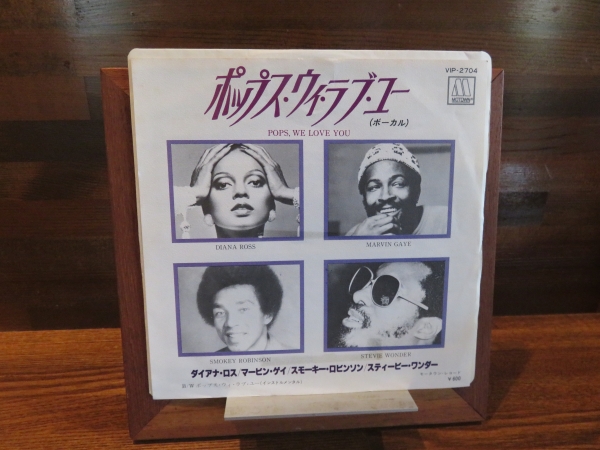 VIP-2704
ポップス・ウィ・ラブ・ユー
(ボーカル)
MOTOWN
POPS, WE LOVE YOU
DIANA ROSS
MARVIN GAYE
SMOKEY ROBINSON
STEVIE WONDER
ダイアナ・ロス/マービン・ゲイ/スモーキー・ロビンソン/スティービー・ワンダー